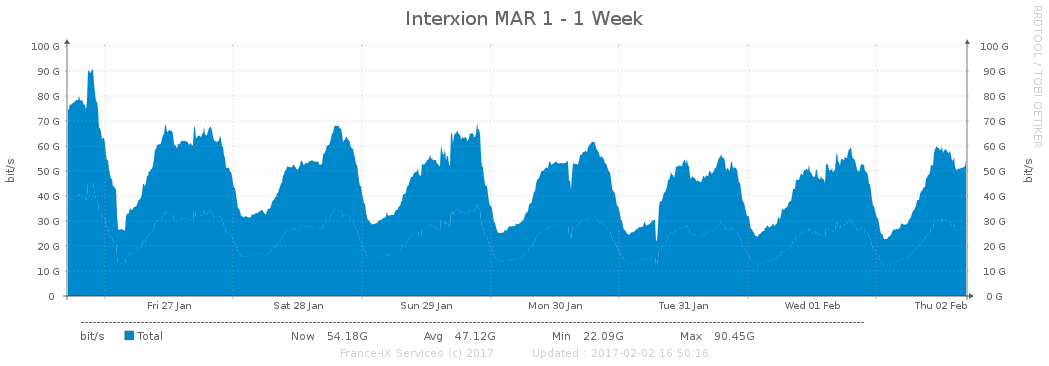 Interxion MAR 1 - 1 Week
RRDTOOL / TOBI OETIKER
bit/s
bit/s
100 G 100 G
90 G 90 G
80 G 80 G
70 G 70 G
60 G 60 G
50 G 50 G
40 G 40 G
30 G 30 G
20 G 20 G
10 G 10 G
0 0 G
Fri 27 Jan Sat 28 Jan Sun 29 Jan Mon 30 Jan Tue 31 Jan Wed 01 Feb Thu 02 Feb
bit/s Total Now 54.18G Avg 47.12G Min 22.09G Max 90.45G
France-IX Services (c) 2017 Updated : 2017-02-02 16:50:16